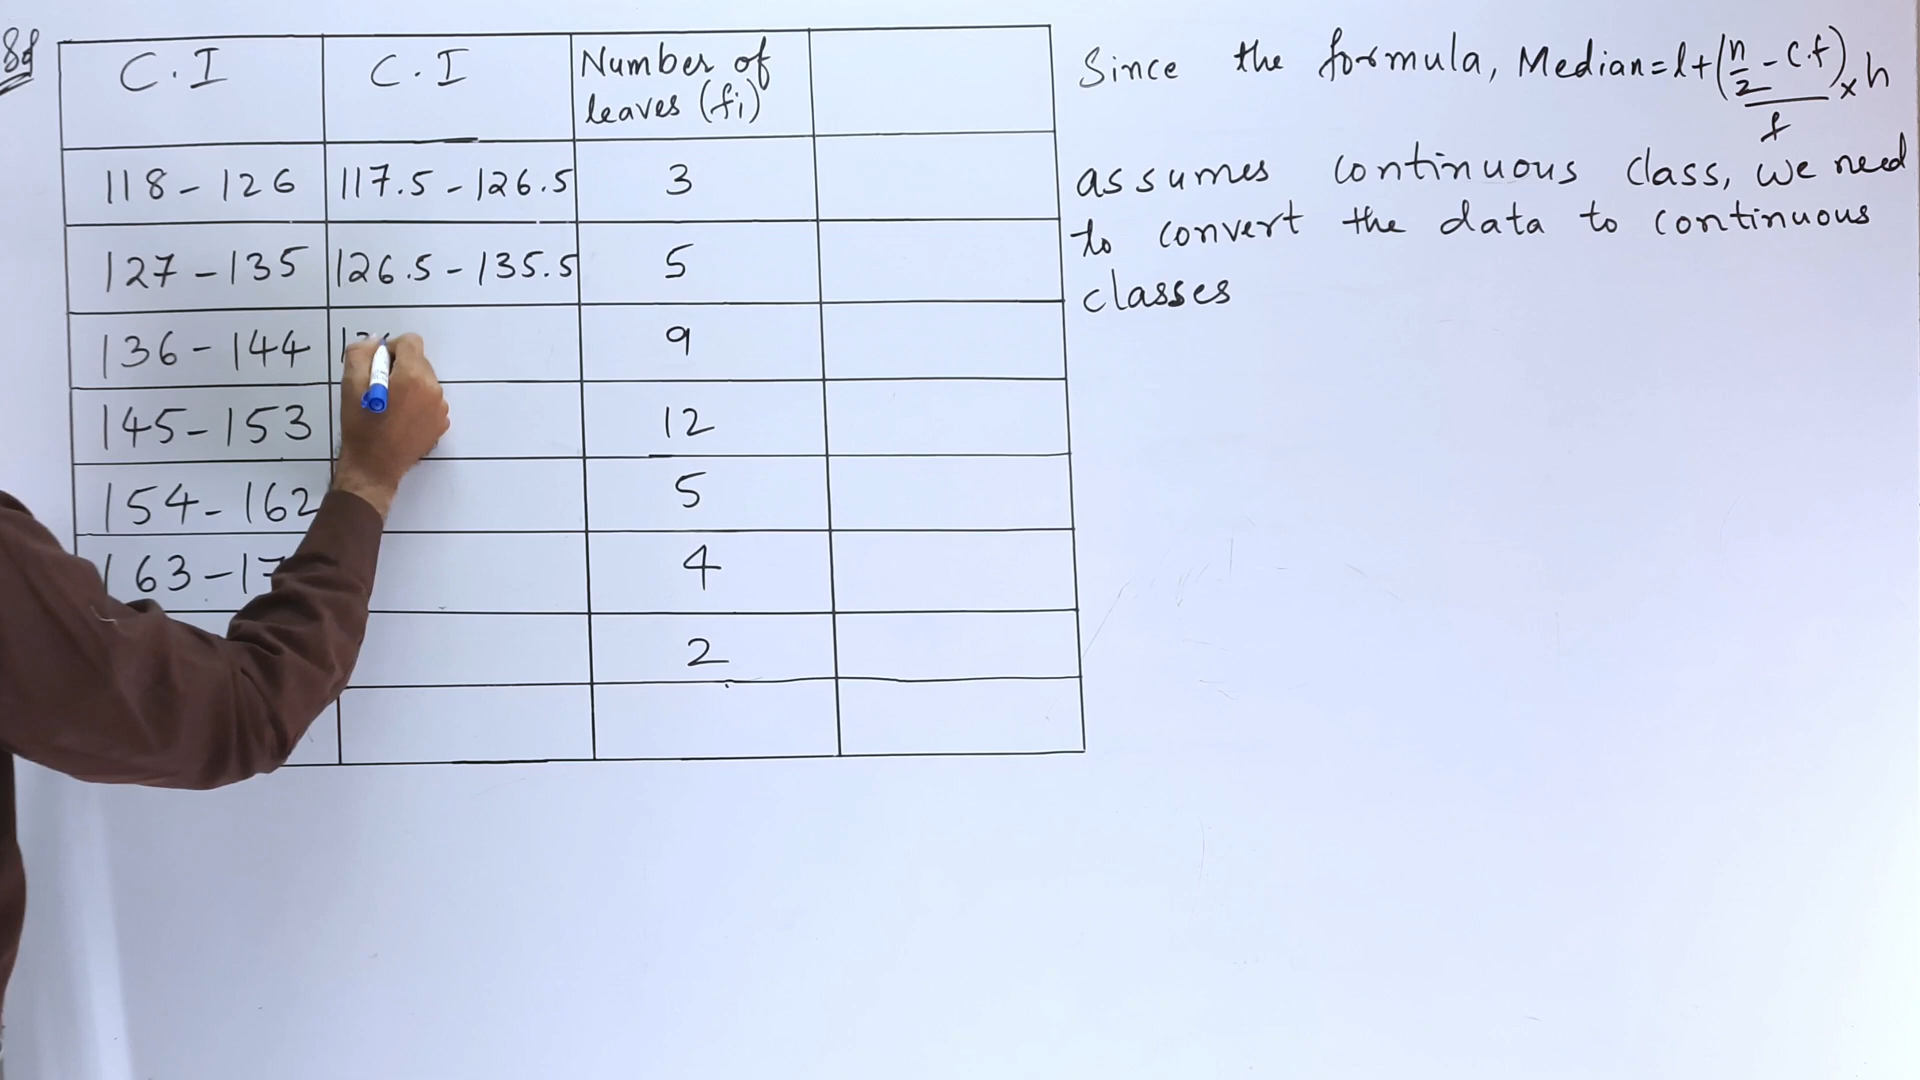 8d
C.I C.I Number of leaves (fi)
118 - 126 117.5 - 126.5 3
127 - 135 126.5 - 135.5 5
136 - 144 9
145 - 153 12
154 - 162 5
163 - 4
2
Since the formula, Median = l + (n/2 - c.f)/f × h
assumes continuous class, we need
to convert the data to continuous
classes